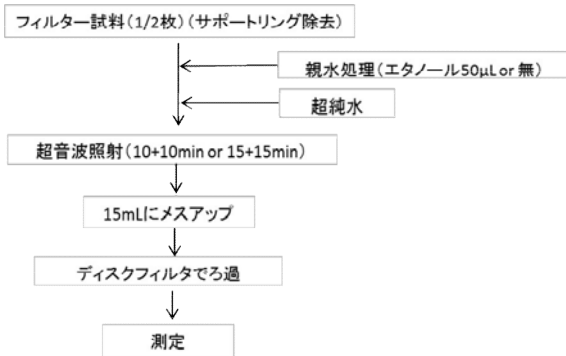 フィルター試料(1/2枚)(サポートリング除去)
親水処理(エタノール50μL or 無)
超純水
超音波照射(10+10min or 15+15min)
15mLにメスアップ
ディスクフィルタでろ過
測定